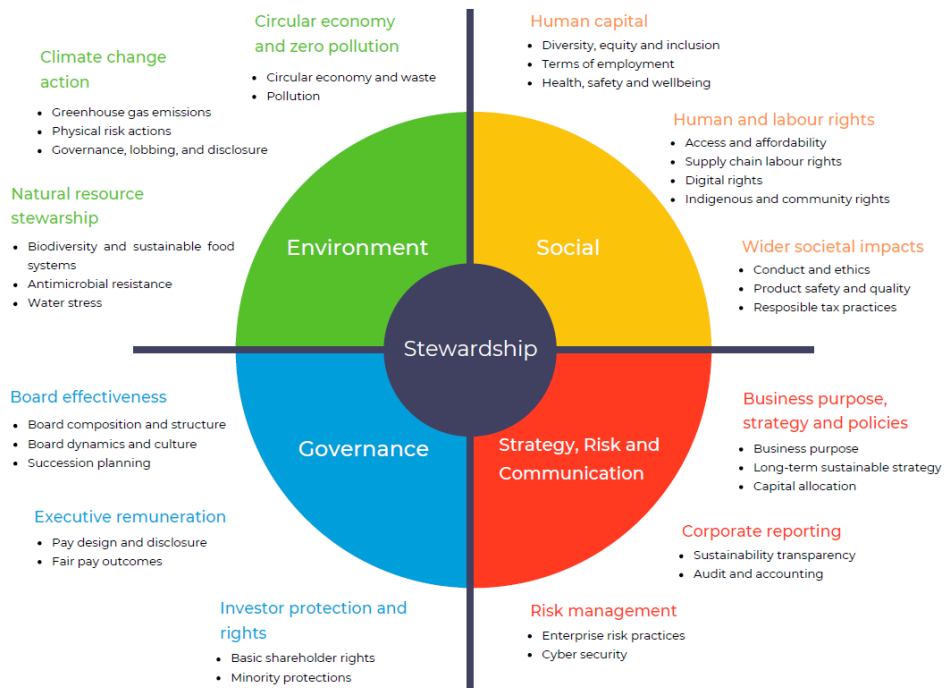 Circular economy
and zero pollution
• Circular economy and waste
• Pollution
Climate change
action
• Greenhouse gas emissions
• Physical risk actions
• Governance, lobbing, and disclosure
Natural resource
stewarship
• Biodiversity and sustainable food
systems
• Antimicrobial resistance
• Water stress
Human capital
• Diversity, equity and inclusion
• Terms of employment
• Health, safety and wellbeing
Human and labour rights
• Access and affordability
• Supply chain labour rights
• Digital rights
• Indigenous and community rights
Wider societal impacts
• Conduct and ethics
• Product safety and quality
• Resposible tax practices
Environment
Social
Stewardship
Governance
Strategy, Risk and
Communication
Board effectiveness
• Board composition and structure
• Board dynamics and culture
• Succession planning
Executive remuneration
• Pay design and disclosure
• Fair pay outcomes
Investor protection and
rights
• Basic shareholder rights
• Minority protections
Business purpose,
strategy and policies
• Business purpose
• Long-term sustainable strategy
• Capital allocation
Corporate reporting
• Sustainability transparency
• Audit and accounting
Risk management
• Enterprise risk practices
• Cyber security